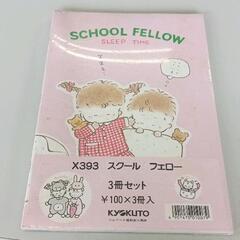 SCHOOL FELLOW
SLEEP TIME
X393 スクール フェロー
3冊セット
¥100×3冊入
KYOKUTO